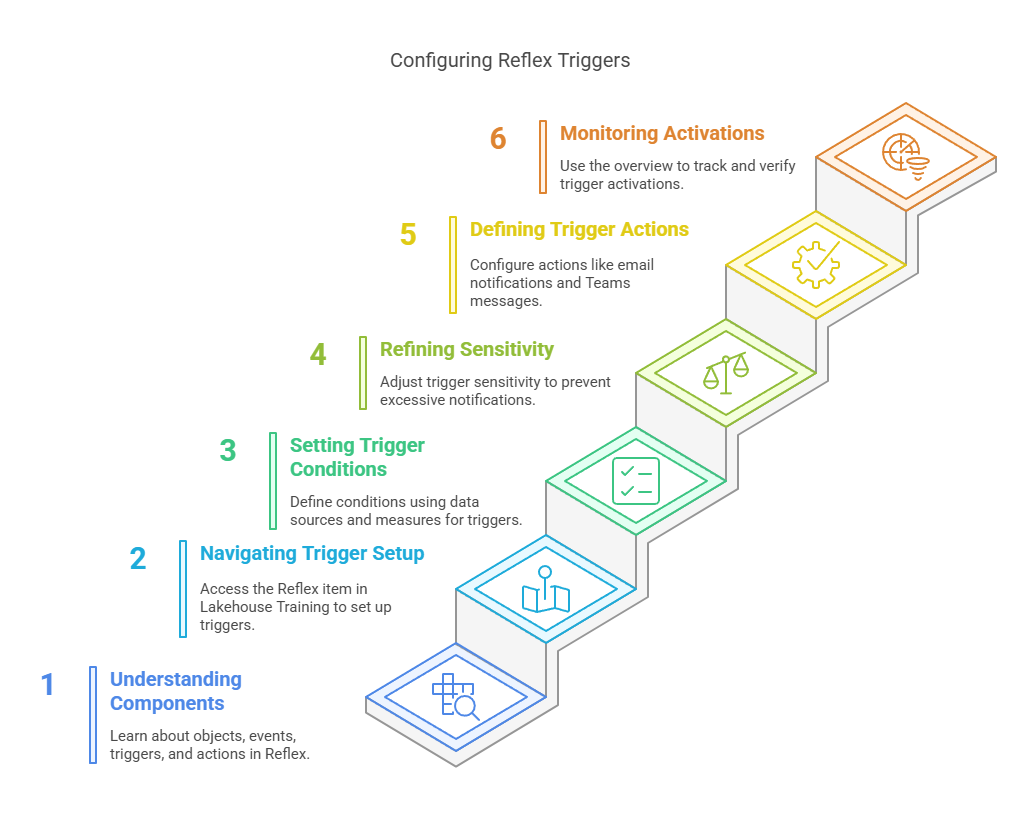 Configuring Reflex Triggers
6
Monitoring Activations
Use the overview to track and verify
trigger activations.
5
Defining Trigger Actions
Configure actions like email
notifications and Teams
messages.
4
Refining Sensitivity
Adjust trigger sensitivity to prevent
excessive notifications.
3
Setting Trigger
Conditions
Define conditions using data
sources and measures for triggers.
2
Navigating Trigger Setup
Access the Reflex item in
Lakehouse Training to set up
triggers.
1
Understanding
Components
Learn about objects, events,
triggers, and actions in Reflex.